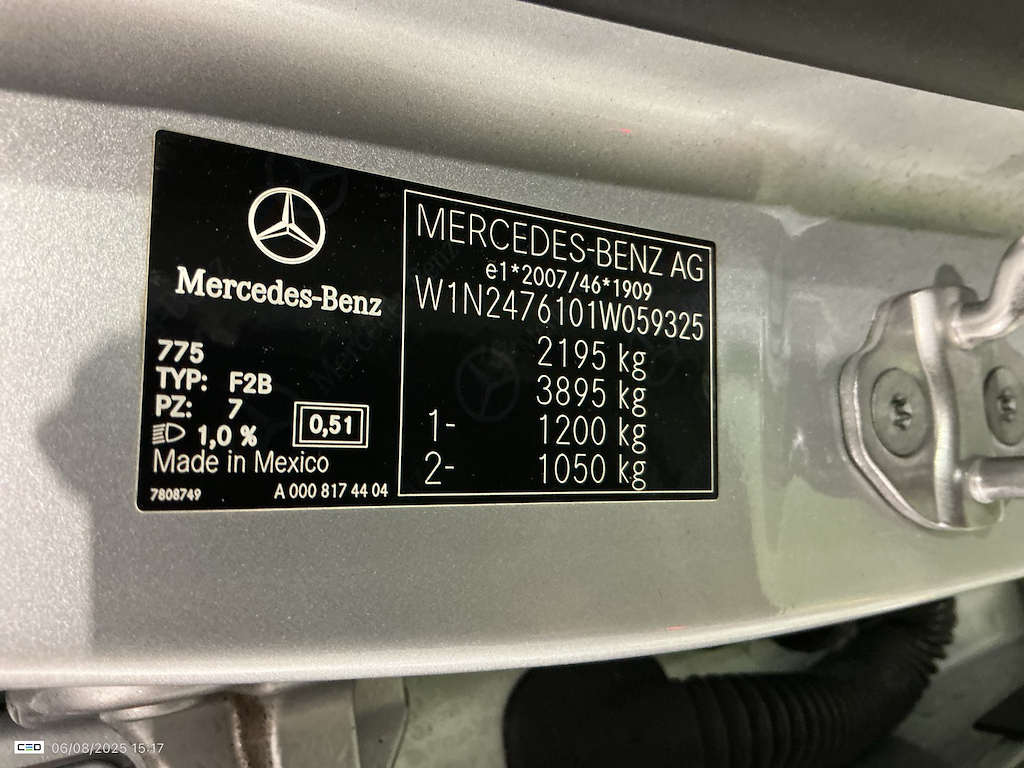 Mercedes-Benz
775
TYP: F2B
PZ: 7
1,0 %
0,51
Made in Mexico
7808749 A 000 817 44 04
MERCEDES-BENZ AG
e1*2007/46*1909
W1N2476101W059325
2195 kg
3895 kg
1- 1200 kg
2- 1050 kg
CEO 06/08/2025 15:17